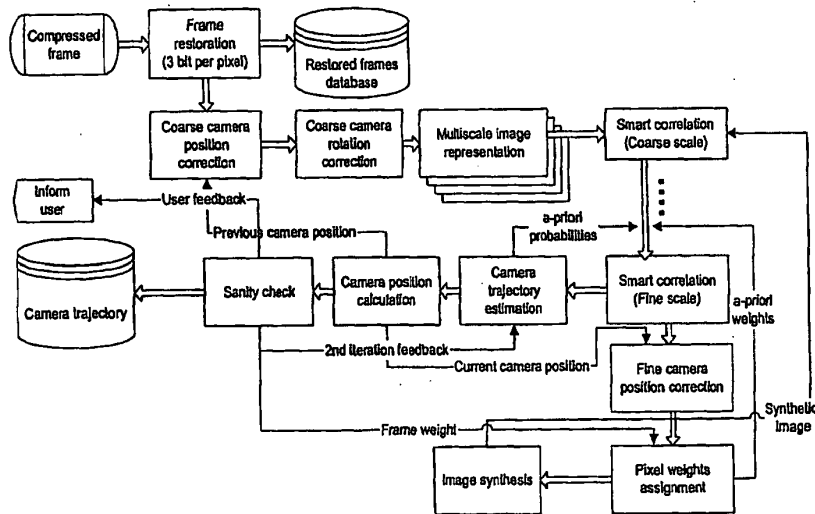 Compressed
frame
Frame
restoration
(3 bit per pixel)
Restored frames
database
Coarse camera
position
correction
Coarse camera
rotation
correction
Multiscale image
representation
Smart correlation
(Coarse scale)
Inform
user
User feedback
Previous camera position
a-priori
probabilities
Camera trajectory
Sanity check
Camera position
calculation
Camera
trajectory
estimation
Smart correlation
(Fine scale)
a-priori
weights
2nd iteration feedback
Current camera position
Fine camera
position correction
Synthetic
image
Frame weight
Image synthesis
Pixel weights
assignment